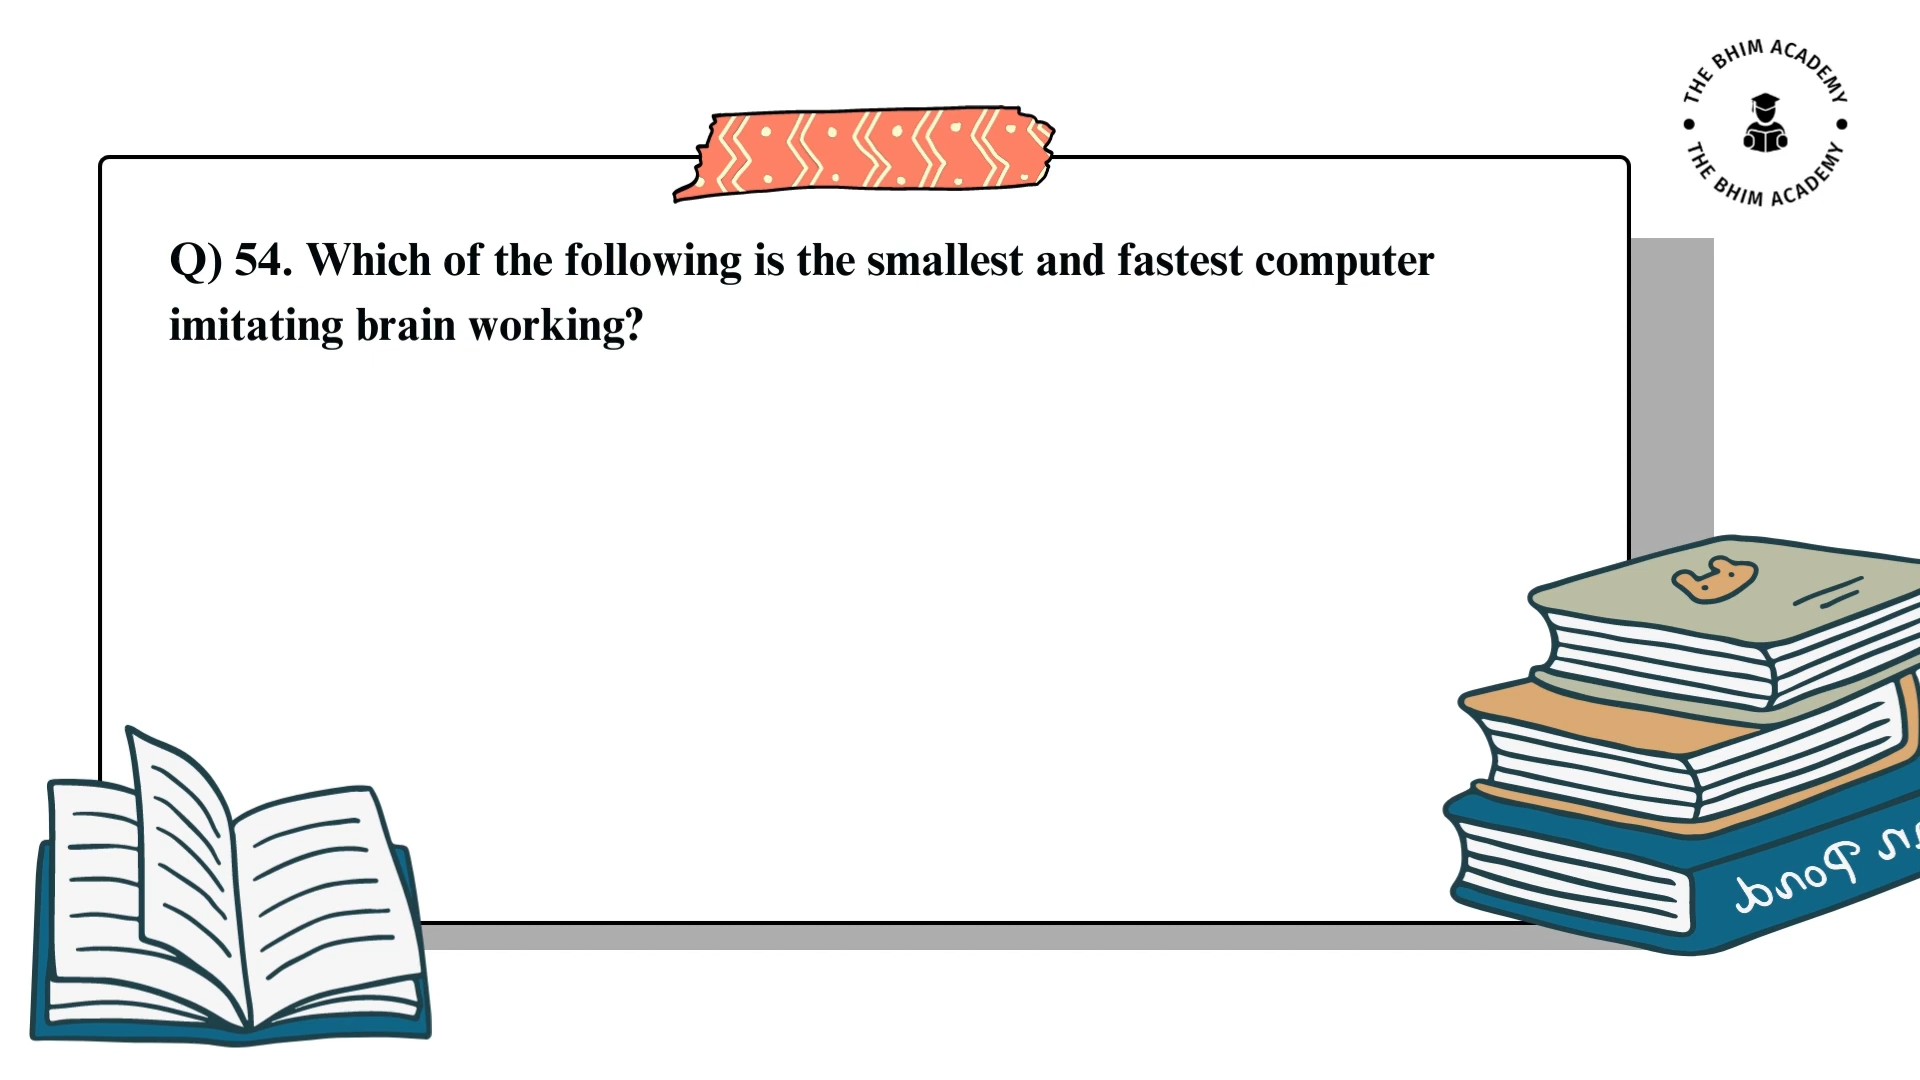 THE BHIM ACADEMY
THE BHIM ACADEMY
Q) 54. Which of the following is the smallest and fastest computer
imitating brain working?
Pond